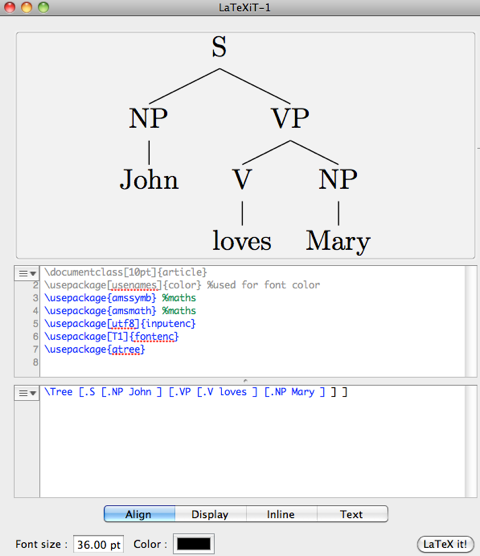 LaTeXiT-1
S
NP VP
John V NP
loves Mary
\documentclass[10pt]{article}
2 \usepackage[usenames]{color} %used for font color
3 \usepackage{amssymb} %maths
4 \usepackage{amsmath} %maths
5 \usepackage[utf8]{inputenc}
6 \usepackage[T1]{fontenc}
7 \usepackage{qtree}
8
\Tree [.S [.NP John ] [.VP [.V loves ] [.NP Mary ] ] ]
Align Display Inline Text
Font size : 36.00 pt Color : LaTeX it!